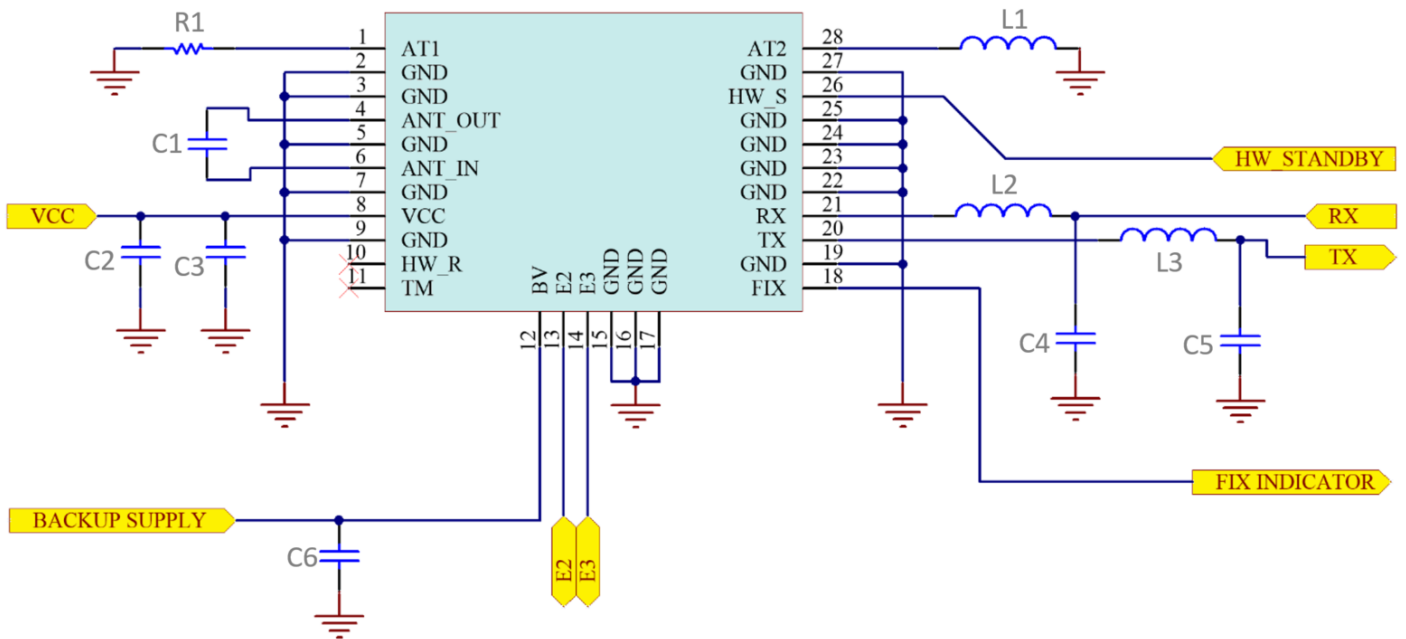 R1
L1
1 AT1 AT2 28
2 GND GND 27
3 GND HW_S 26
4 ANT_OUT GND 25
C1
5 GND GND 24
6 ANT_IN GND 23
HW_STANDBY
7 GND GND 22
L2
VCC 8 VCC RX 21 RX
9 GND TX 20 TX
C2 C3 L3
10 HW_R GND 19
11 TM FIX 18
BV E2 E3 GND GND GND
12 13 14 15 16 17
C4 C5
FIX INDICATOR
BACKUP SUPPLY
C6
E2 E3